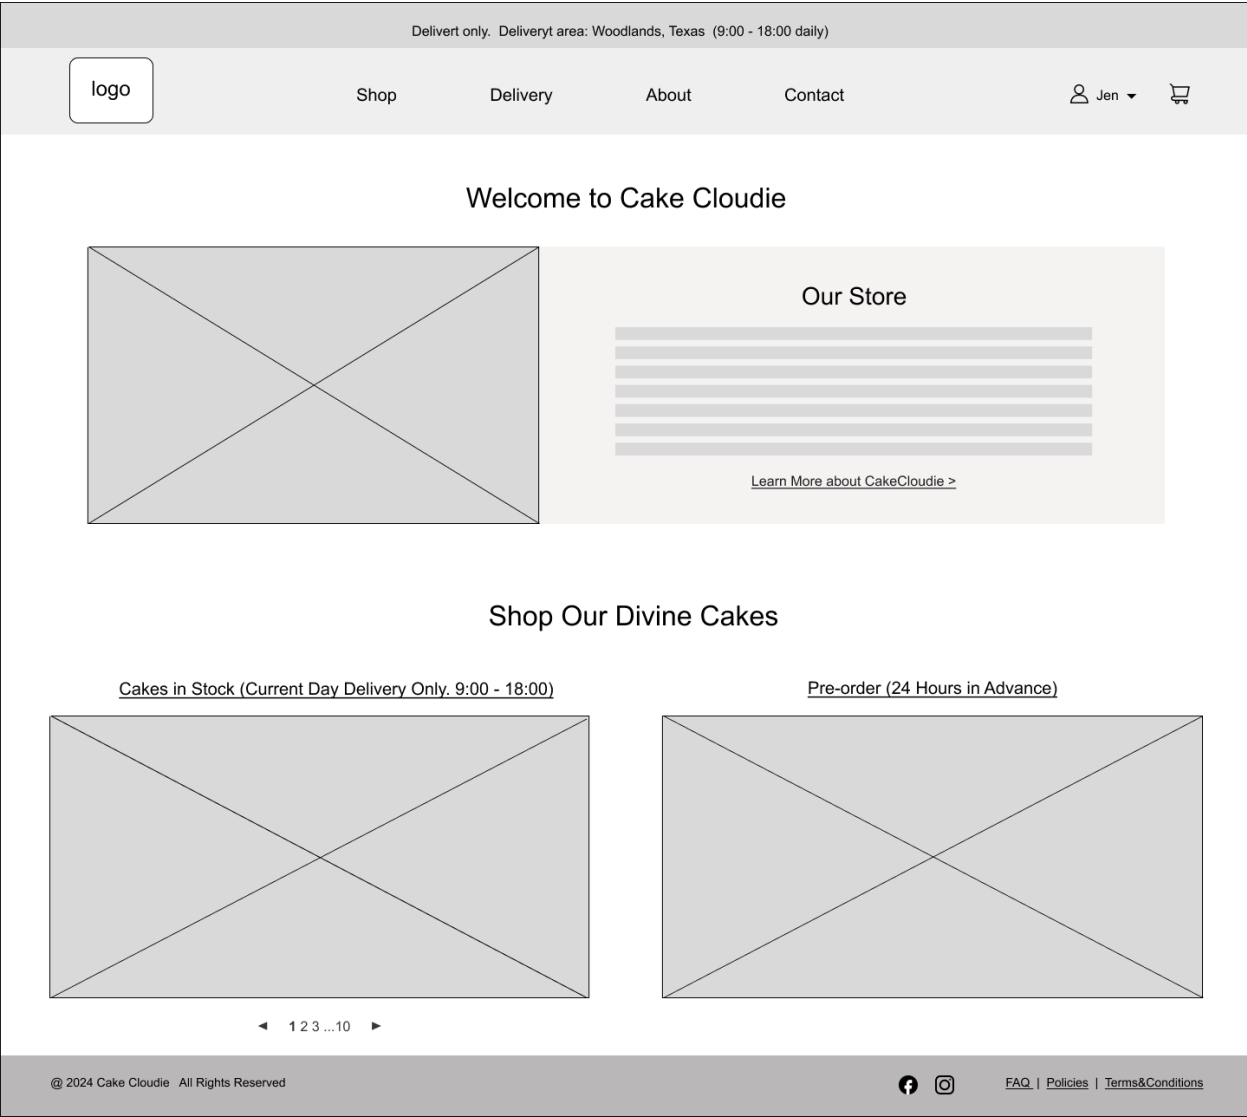 Delivert only.  Deliveryt area: Woodlands, Texas  (9:00 - 18:00 daily)
logo
Shop
Delivery
About
Contact
Jen
Welcome to Cake Cloudie
Our Store
Learn More about CakeCloudie >
Shop Our Divine Cakes
Cakes in Stock (Current Day Delivery Only. 9:00 - 18:00)
Pre-order (24 Hours in Advance)
◄ 1 2 3 ...10 ►
@ 2024 Cake Cloudie   All Rights Reserved
FAQ | Policies | Terms&Conditions